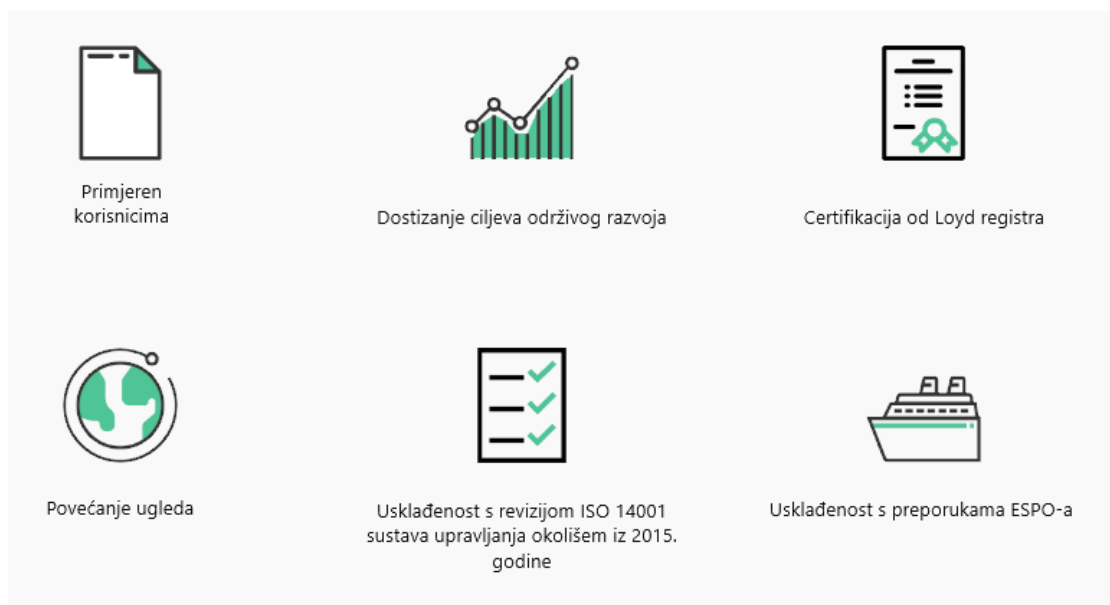 Primjeren
korisnicima
Dostizanje ciljeva održivog razvoja
Certifikacija od Loyd registra
Povećanje ugleda
Usklađenost s revizijom ISO 14001
sustava upravljanja okolišem iz 2015.
godine
Usklađenost s preporukama ESPO-a